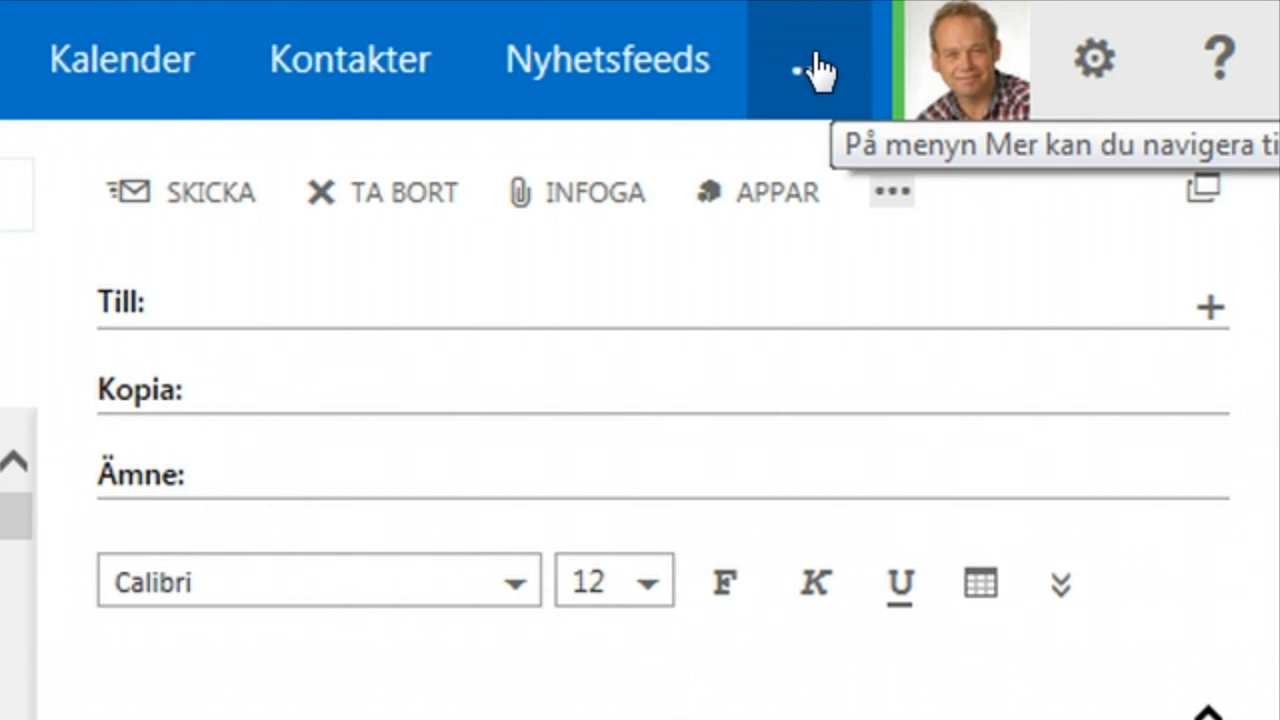 Kalender Kontakter Nyhetsfeeds ...
?
På menyn Mer kan du navigera ti
SKICKA TA BORT INFOGA APPAR ...
Till:
Kopia:
Ämne:
Calibri 12 F K U